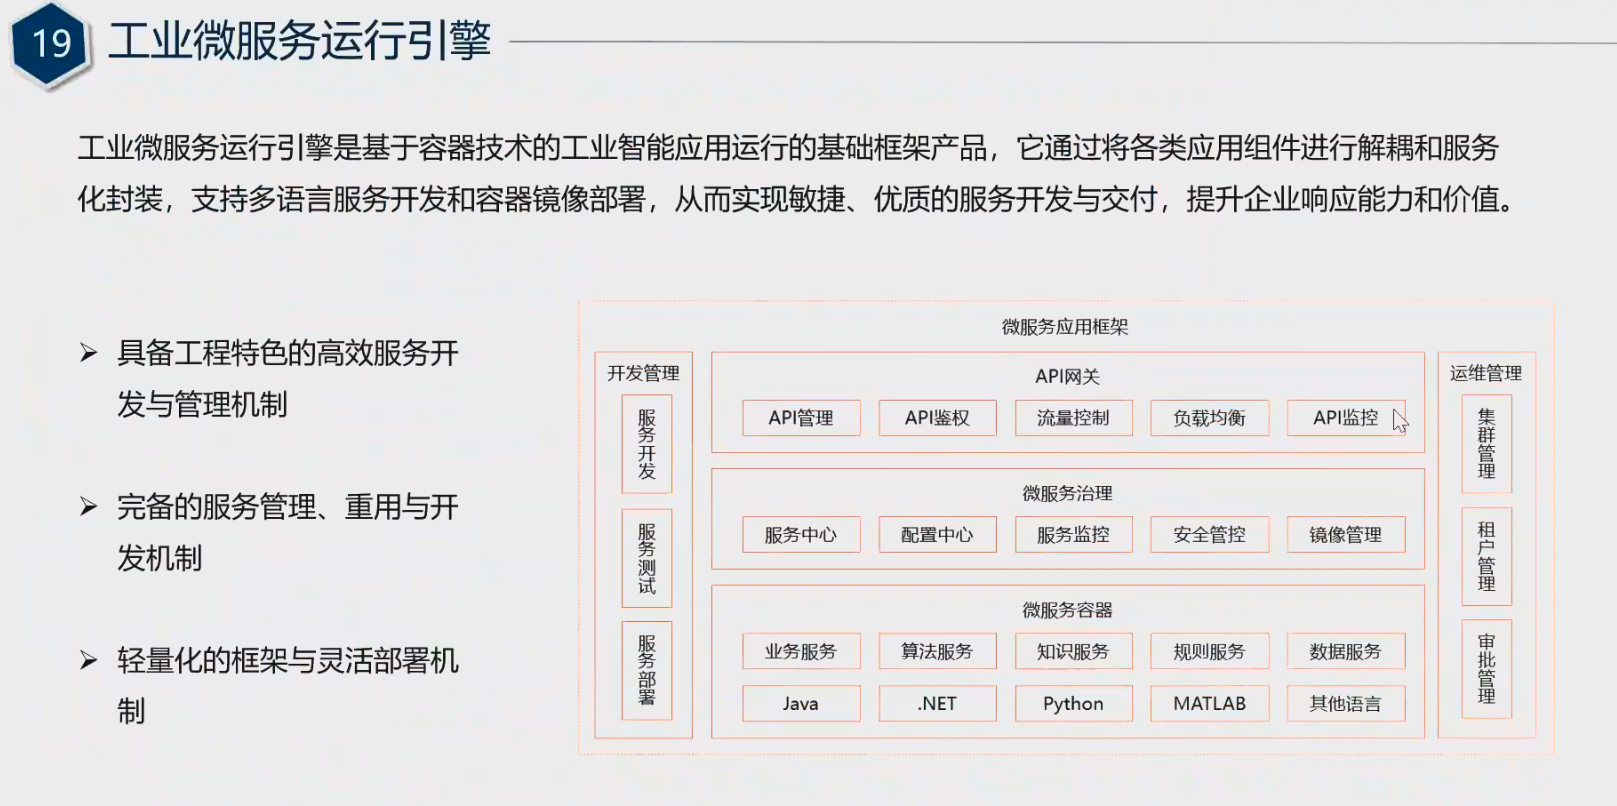 19
工业微服务运行引擎
工业微服务运行引擎是基于容器技术的工业智能应用运行的基础框架产品，它通过将各类应用组件进行解耦和服务
化封装，支持多语言服务开发和容器镜像部署，从而实现敏捷、优质的服务开发与交付，提升企业响应能力和价值。
具备工程特色的高效服务开
发与管理机制
完备的服务管理、重用与开
发机制
轻量化的框架与灵活部署机
制
微服务应用框架
开发管理
服务开发
服务测试
服务部署
API网关
API管理 API鉴权 流量控制 负载均衡 API监控
微服务治理
服务中心 配置中心 服务监控 安全管控 镜像管理
微服务容器
业务服务 算法服务 知识服务 规则服务 数据服务
Java .NET Python MATLAB 其他语言
运维管理
集群管理
租户管理
审批管理